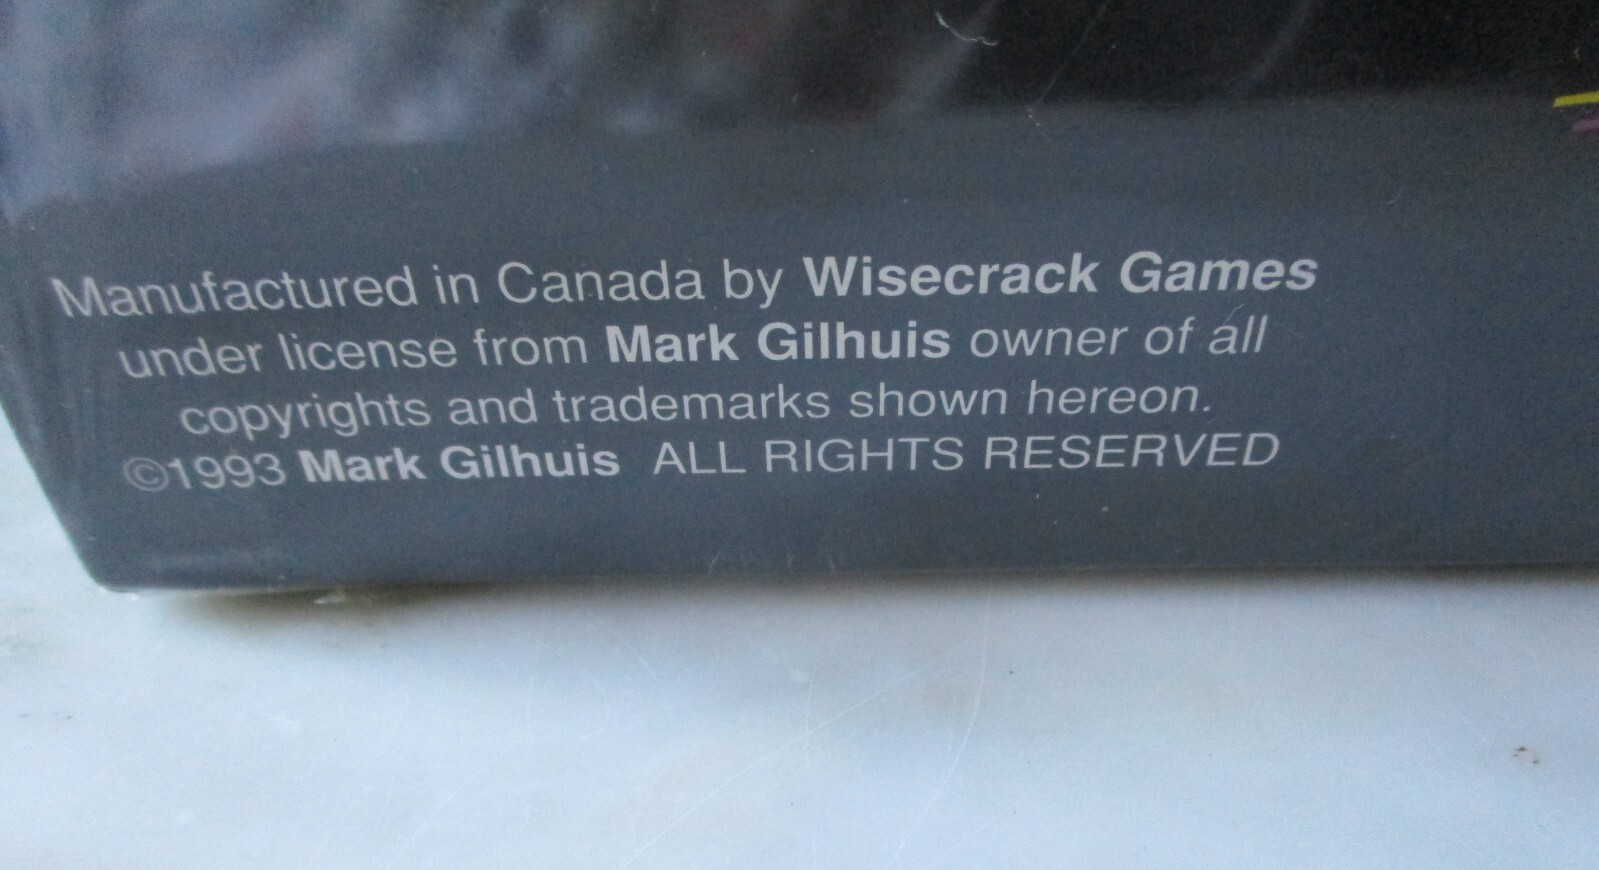 Manufactured in Canada by Wisecrack Games
under license from Mark Gilhuis owner of all
copyrights and trademarks shown hereon.
©1993 Mark Gilhuis ALL RIGHTS RESERVED